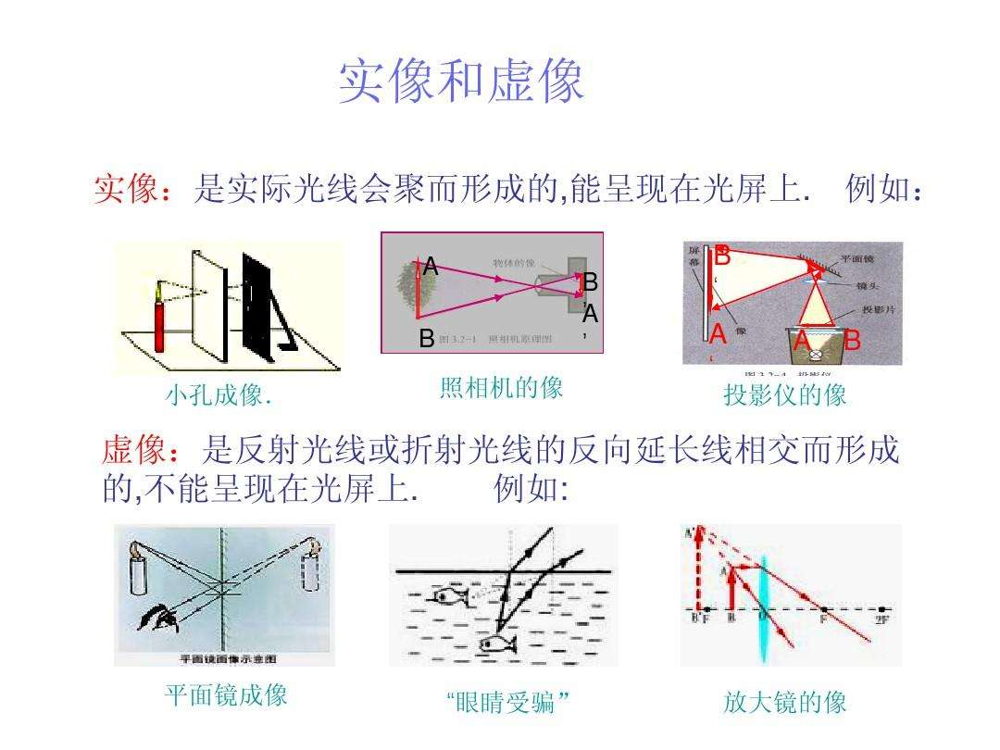 实像和虚像
实像：是实际光线会聚而形成的,能呈现在光屏上. 例如：
A
物体的像
B'
A'
B
图3.2-1 照相机原理图
屏幕
B'
平面镜
镜头
投影片
A'
像
A B
小孔成像.
照相机的像
投影仪的像
虚像：是反射光线或折射光线的反向延长线相交而形成
的,不能呈现在光屏上. 例如:
平面镜画像示意图
A'
A
B' F B O F 2F
平面镜成像
“眼睛受骗”
放大镜的像